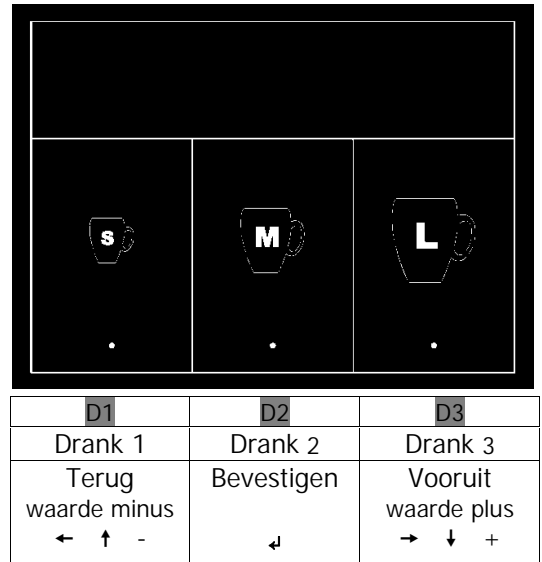 S M L
D1 D2 D3
Drank 1 Drank 2 Drank 3
Terug Bevestigen Vooruit
waarde minus waarde plus
← ↑ - ↲ → ↓ +